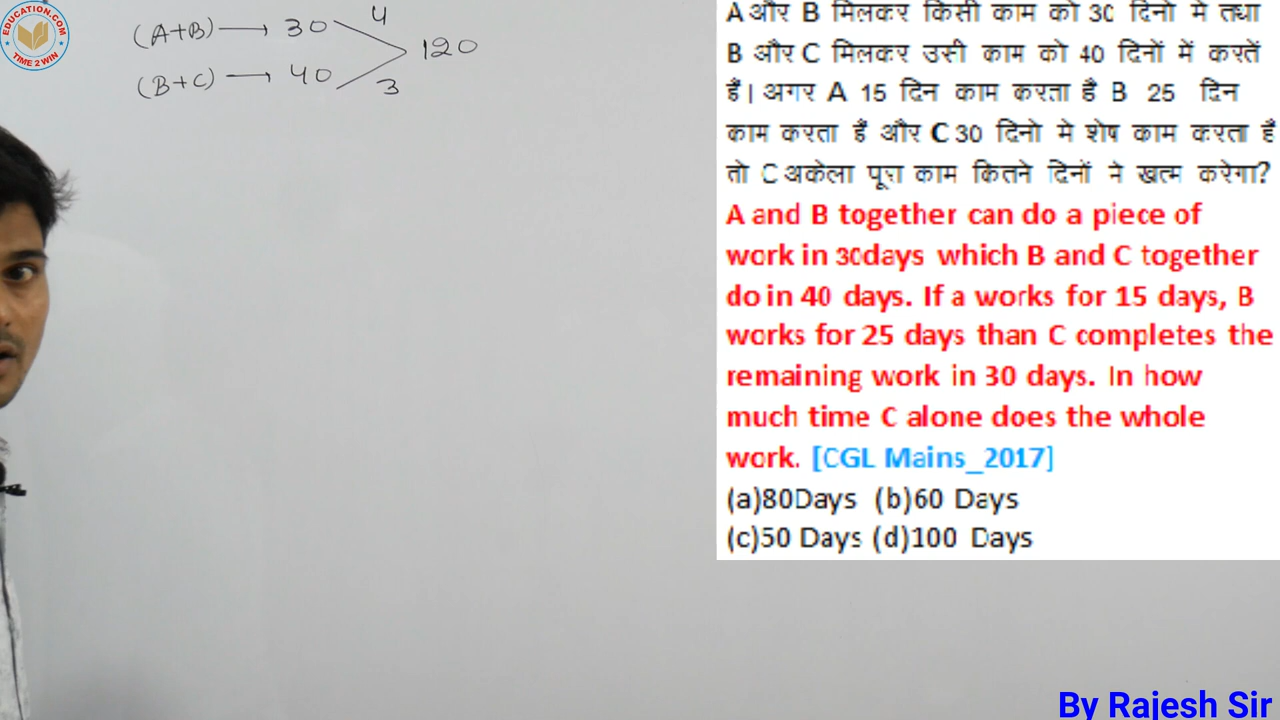 EDUCATION.COM
TIME 2 WIN
(A+B) → 30 4
120
(B+C) → 40 3
A और B मिलकर किसी काम को 30 दिनो मे तथा
B और C मिलकर उसी काम को 40 दिनों में करतें
हैं। अगर A 15 दिन काम करता है B 25 दिन
काम करता हैं और C 30 दिनो मे शेष काम करता हैं
तो C अकेला पूरा काम कितने दिनों मे खत्म करेगा?
A and B together can do a piece of
work in 30days which B and C together
do in 40 days. If a works for 15 days, B
works for 25 days than C completes the
remaining work in 30 days. In how
much time C alone does the whole
work. [CGL Mains_2017]
(a)80Days (b)60 Days
(c)50 Days (d)100 Days
By Rajesh Sir